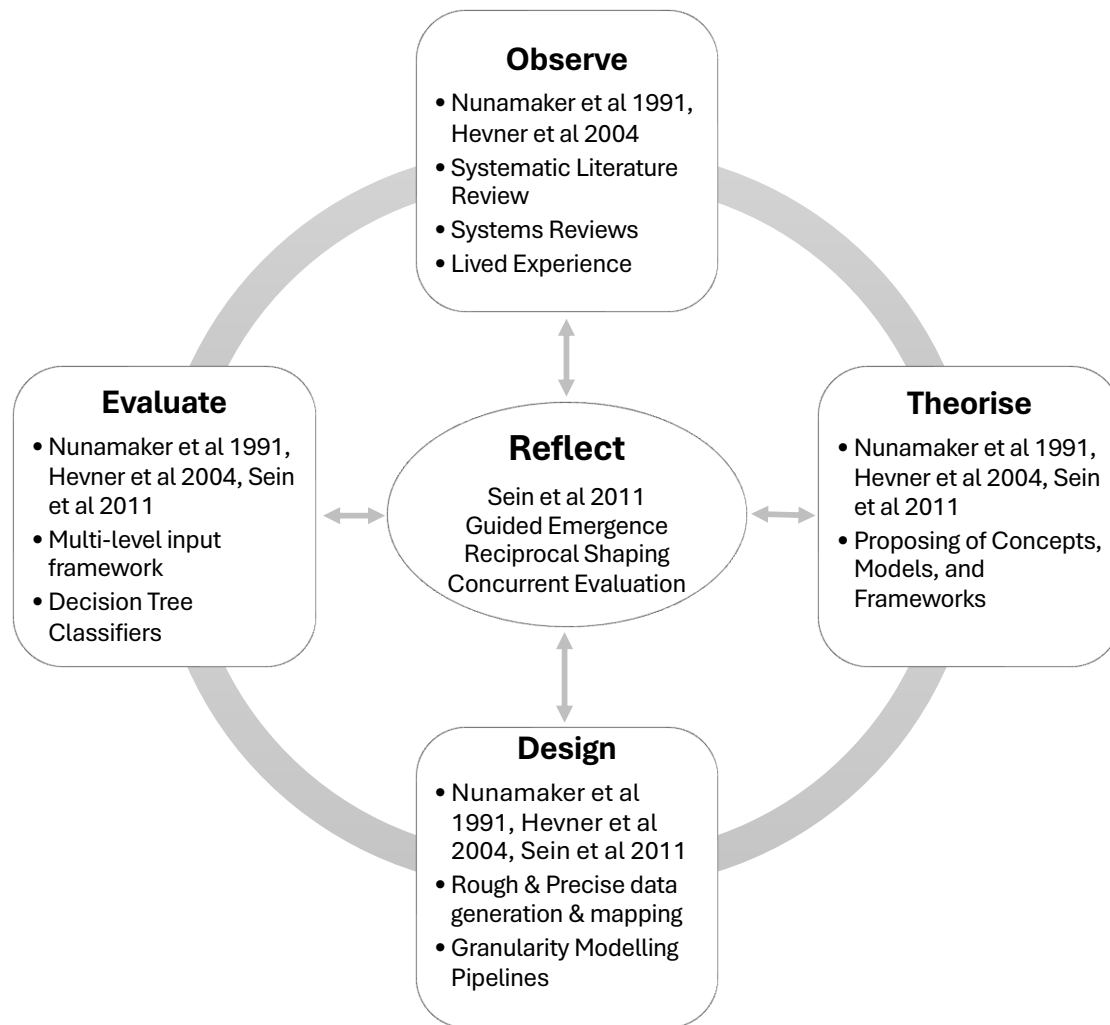 Observe
• Nunamaker et al 1991,
Hevner et al 2004
• Systematic Literature
Review
• Systems Reviews
• Lived Experience
Evaluate
• Nunamaker et al 1991,
Hevner et al 2004, Sein
et al 2011
• Multi-level input
framework
• Decision Tree
Classifiers
Reflect
Sein et al 2011
Guided Emergence
Reciprocal Shaping
Concurrent Evaluation
Theorise
• Nunamaker et al 1991,
Hevner et al 2004, Sein
et al 2011
• Proposing of Concepts,
Models, and
Frameworks
Design
• Nunamaker et al
1991, Hevner et al
2004, Sein et al 2011
• Rough & Precise data
generation & mapping
• Granularity Modelling
Pipelines